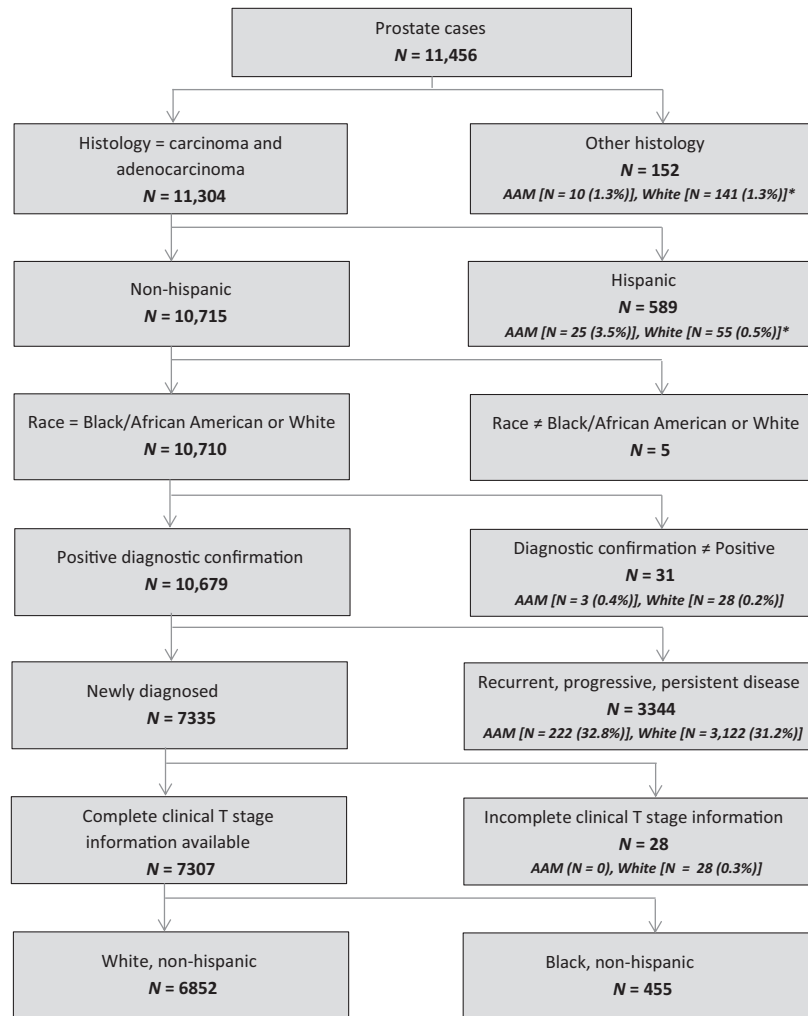 Prostate cases
N = 11,456
Histology = carcinoma and
adenocarcinoma
N = 11,304
Other histology
N = 152
AAM [N = 10 (1.3%)], White [N = 141 (1.3%)]*
Non-hispanic
N = 10,715
Hispanic
N = 589
AAM [N = 25 (3.5%)], White [N = 55 (0.5%)]*
Race = Black/African American or White
N = 10,710
Race ≠ Black/African American or White
N = 5
Positive diagnostic confirmation
N = 10,679
Diagnostic confirmation ≠ Positive
N = 31
AAM [N = 3 (0.4%)], White [N = 28 (0.2%)]
Newly diagnosed
N = 7335
Recurrent, progressive, persistent disease
N = 3344
AAM [N = 222 (32.8%)], White [N = 3,122 (31.2%)]
Complete clinical T stage
information available
N = 7307
Incomplete clinical T stage information
N = 28
AAM (N = 0), White [N = 28 (0.3%)]
White, non-hispanic
N = 6852
Black, non-hispanic
N = 455